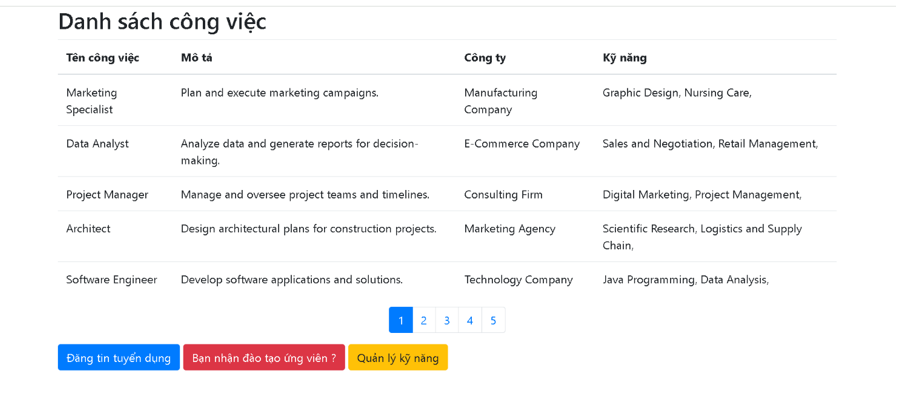 Danh sách công việc
Tên công việc Mô tả Công ty Kỹ năng
Marketing Specialist Plan and execute marketing campaigns. Manufacturing Company Graphic Design, Nursing Care,
Data Analyst Analyze data and generate reports for decision-making. E-Commerce Company Sales and Negotiation, Retail Management,
Project Manager Manage and oversee project teams and timelines. Consulting Firm Digital Marketing, Project Management,
Architect Design architectural plans for construction projects. Marketing Agency Scientific Research, Logistics and Supply Chain,
Software Engineer Develop software applications and solutions. Technology Company Java Programming, Data Analysis,
1 2 3 4 5
Đăng tin tuyển dụng Bạn nhận đào tạo ứng viên ? Quản lý kỹ năng